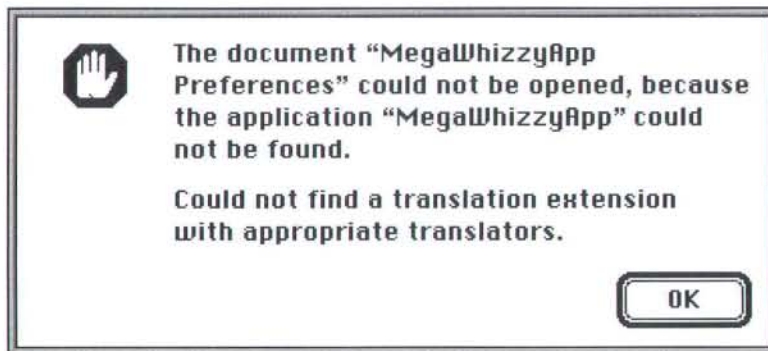 The document “MegaWhizzyApp
Preferences” could not be opened, because
the application “MegaWhizzyApp” could
not be found.
Could not find a translation extension
with appropriate translators.
OK